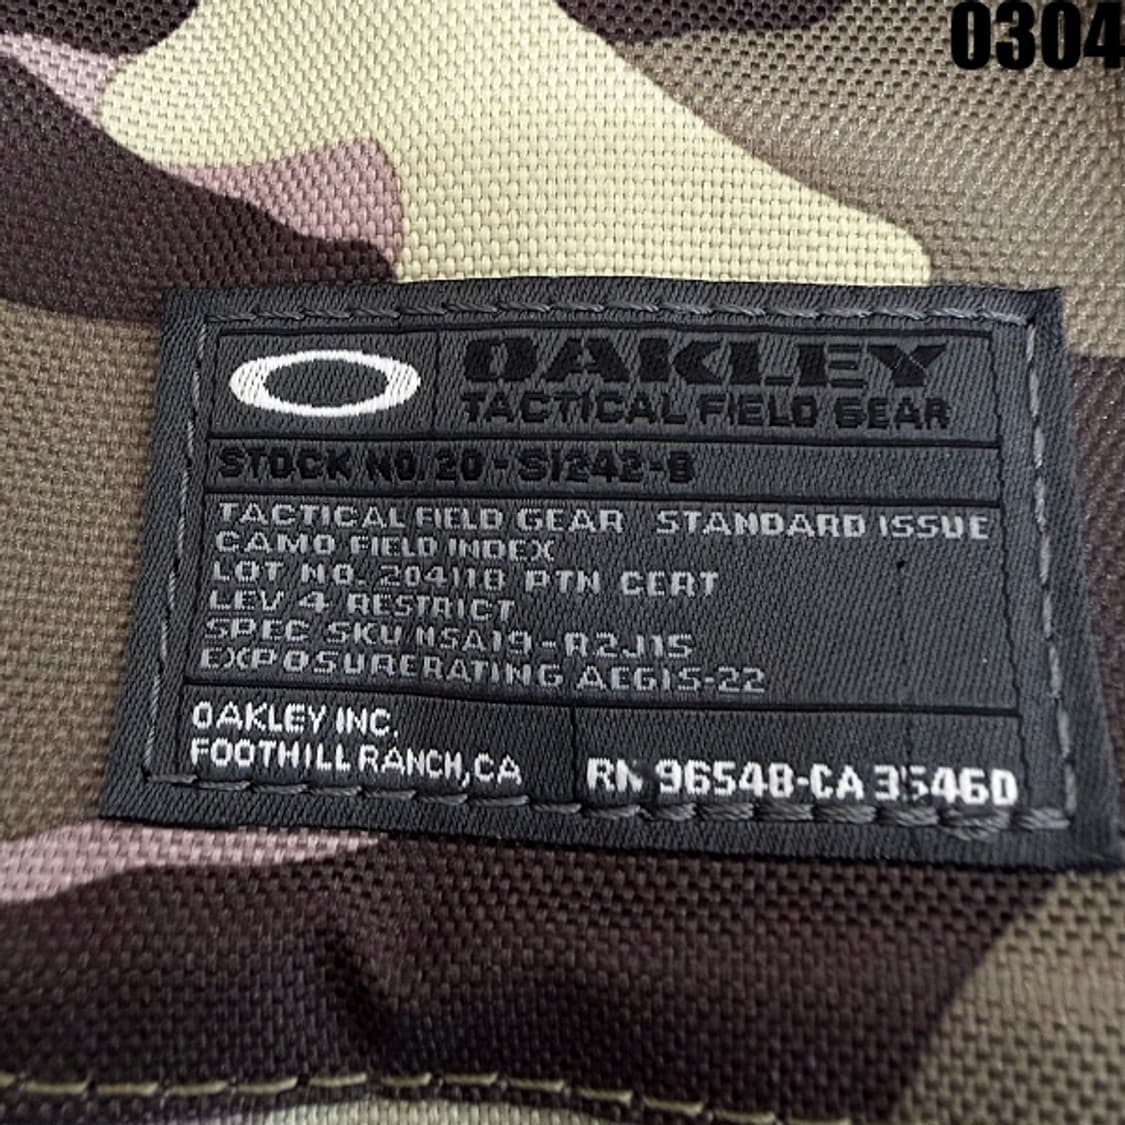 0304
OAKLEY
TACTICAL FIELD GEAR
STOCK NO. 20 - SI242-B
TACTICAL FIELD GEAR STANDARD ISSUE
CAMO FIELD INDEX
LOT NO. 204118 PTN CERT
LEV 4 RESTRICT
SPEC SKU NSA19-R2J15
EXPOSURERATING AEGIS-22
OAKLEY INC.
FOOTHILL RANCH, CA
RN 96548-CA 35460